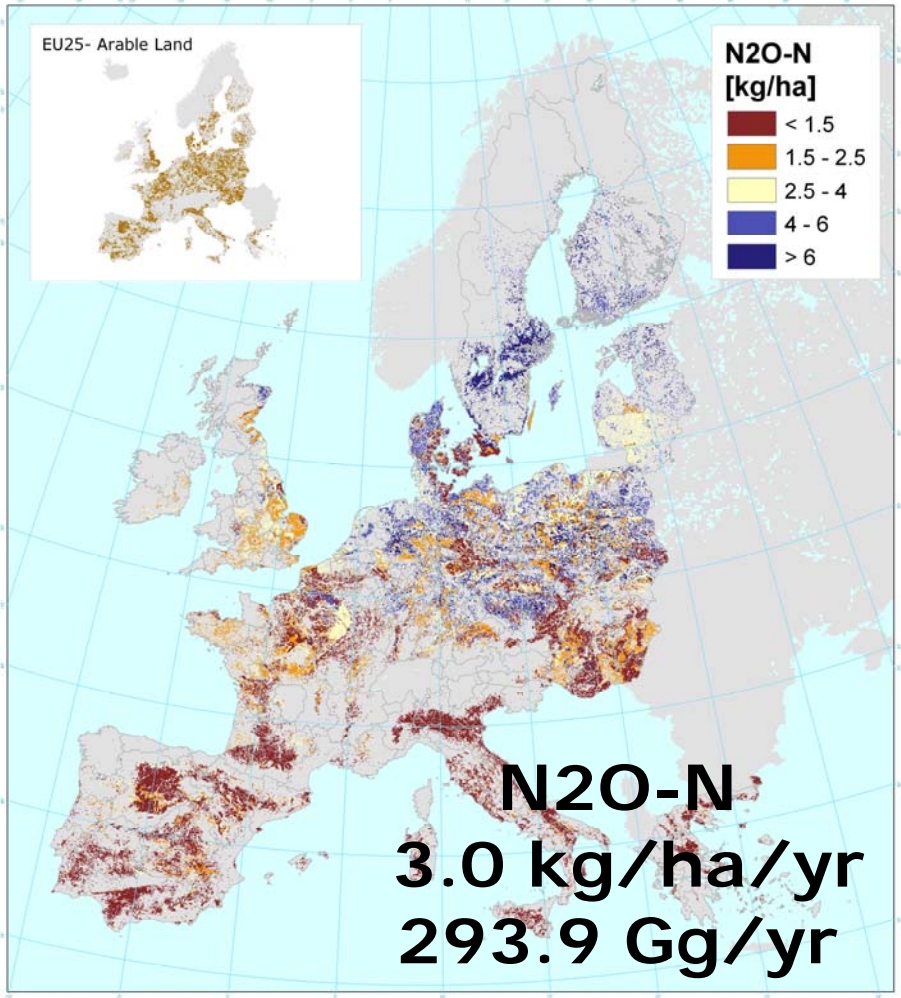 EU25- Arable Land
N2O-N
[kg/ha]
< 1.5
1.5 - 2.5
2.5 - 4
4 - 6
> 6
N2O-N
3.0 kg/ha/yr
293.9 Gg/yr